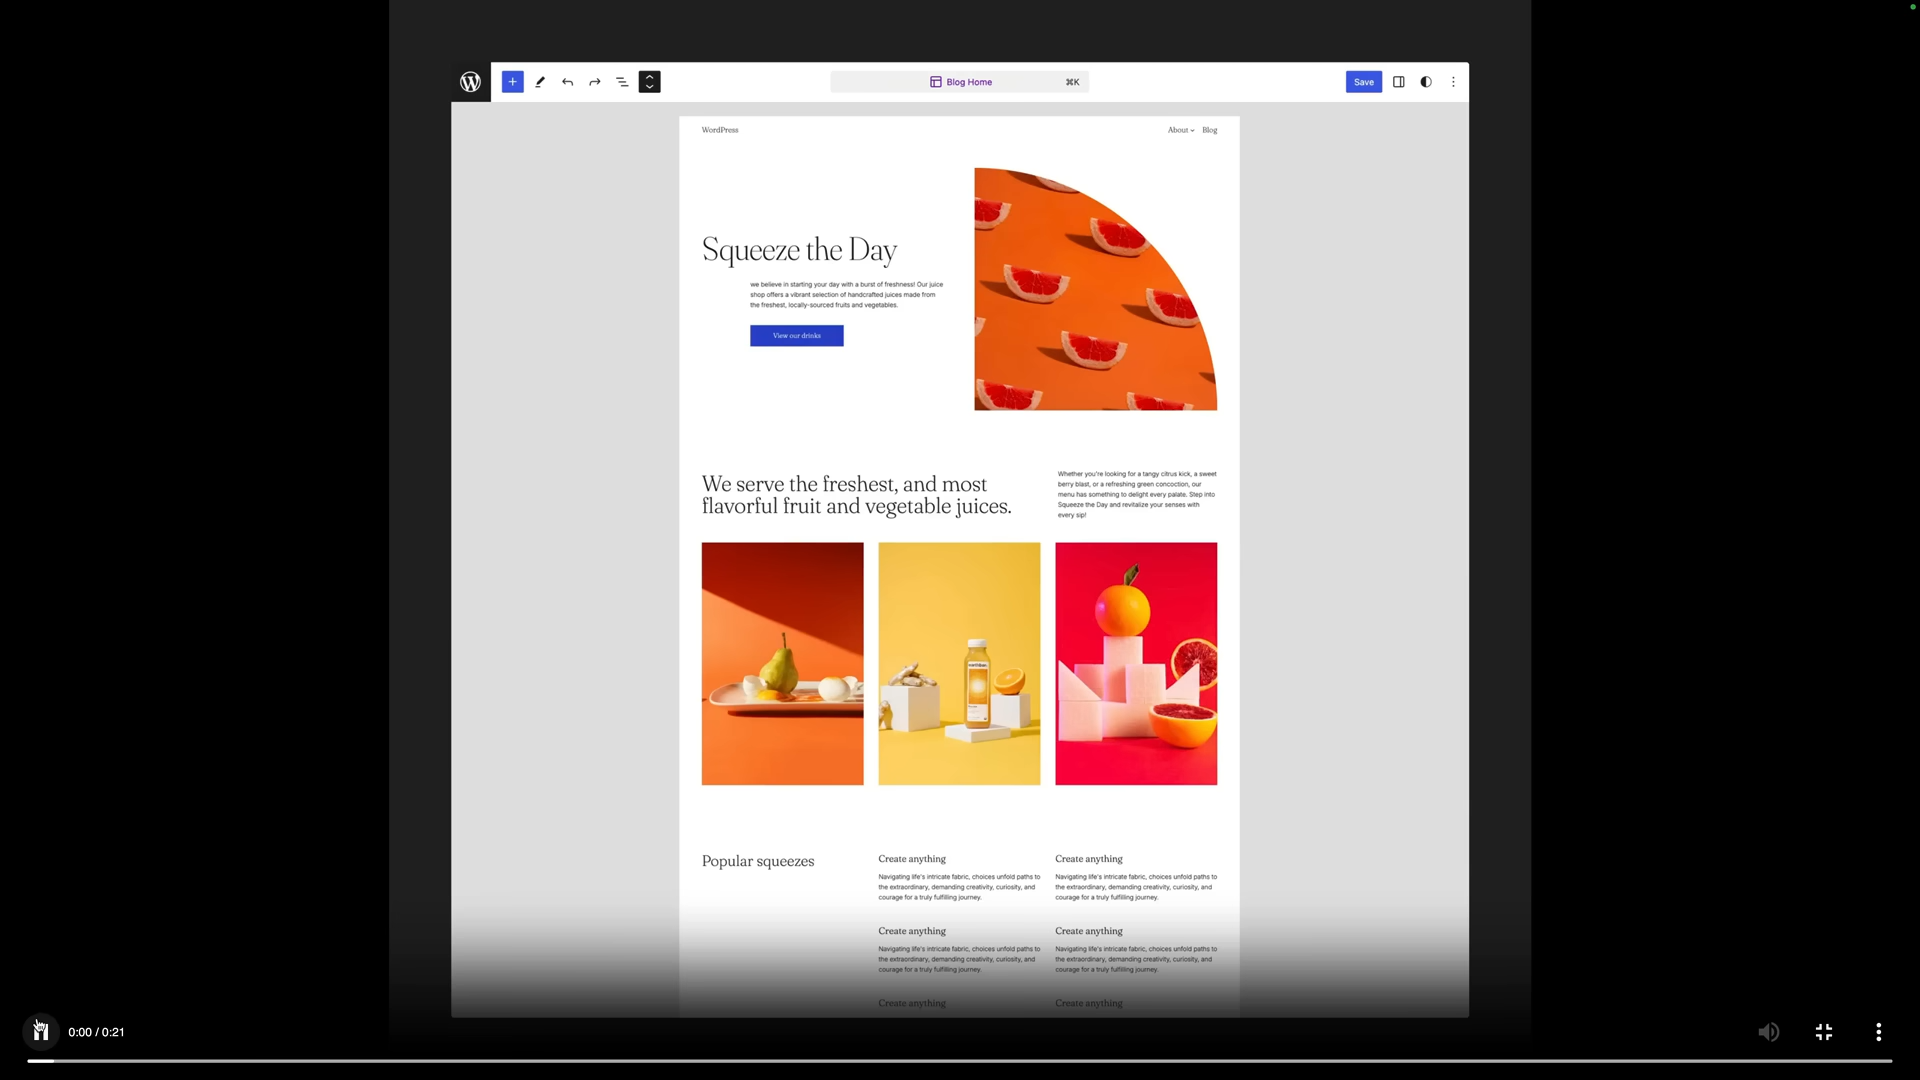 Blog Home
⌘K
Save
WordPress
About
Blog
Squeeze the Day
we believe in starting your day with a burst of freshness! Our juice
shop offers a vibrant selection of handcrafted juices made from
the freshest, locally-sourced fruits and vegetables.
View our drinks
We serve the freshest, and most
flavorful fruit and vegetable juices.
Whether you're looking for a tangy citrus kick, a sweet
berry blast, or a refreshing green concoction, our
menu has something to delight every palate. Step into
Squeeze the Day and revitalize your senses with
every sip!
Popular squeezes
Create anything
Navigating life's intricate fabric, choices unfold paths to
the extraordinary, demanding creativity, curiosity, and
courage for a truly fulfilling journey.
Create anything
Navigating life's intricate fabric, choices unfold paths to
the extraordinary, demanding creativity, curiosity, and
courage for a truly fulfilling journey.
Create anything
Navigating life's intricate fabric, choices unfold paths to
the extraordinary, demanding creativity, curiosity, and
courage for a truly fulfilling journey.
Create anything
Navigating life's intricate fabric, choices unfold paths to
the extraordinary, demanding creativity, curiosity, and
courage for a truly fulfilling journey.
Create anything
Create anything
0:00 / 0:21